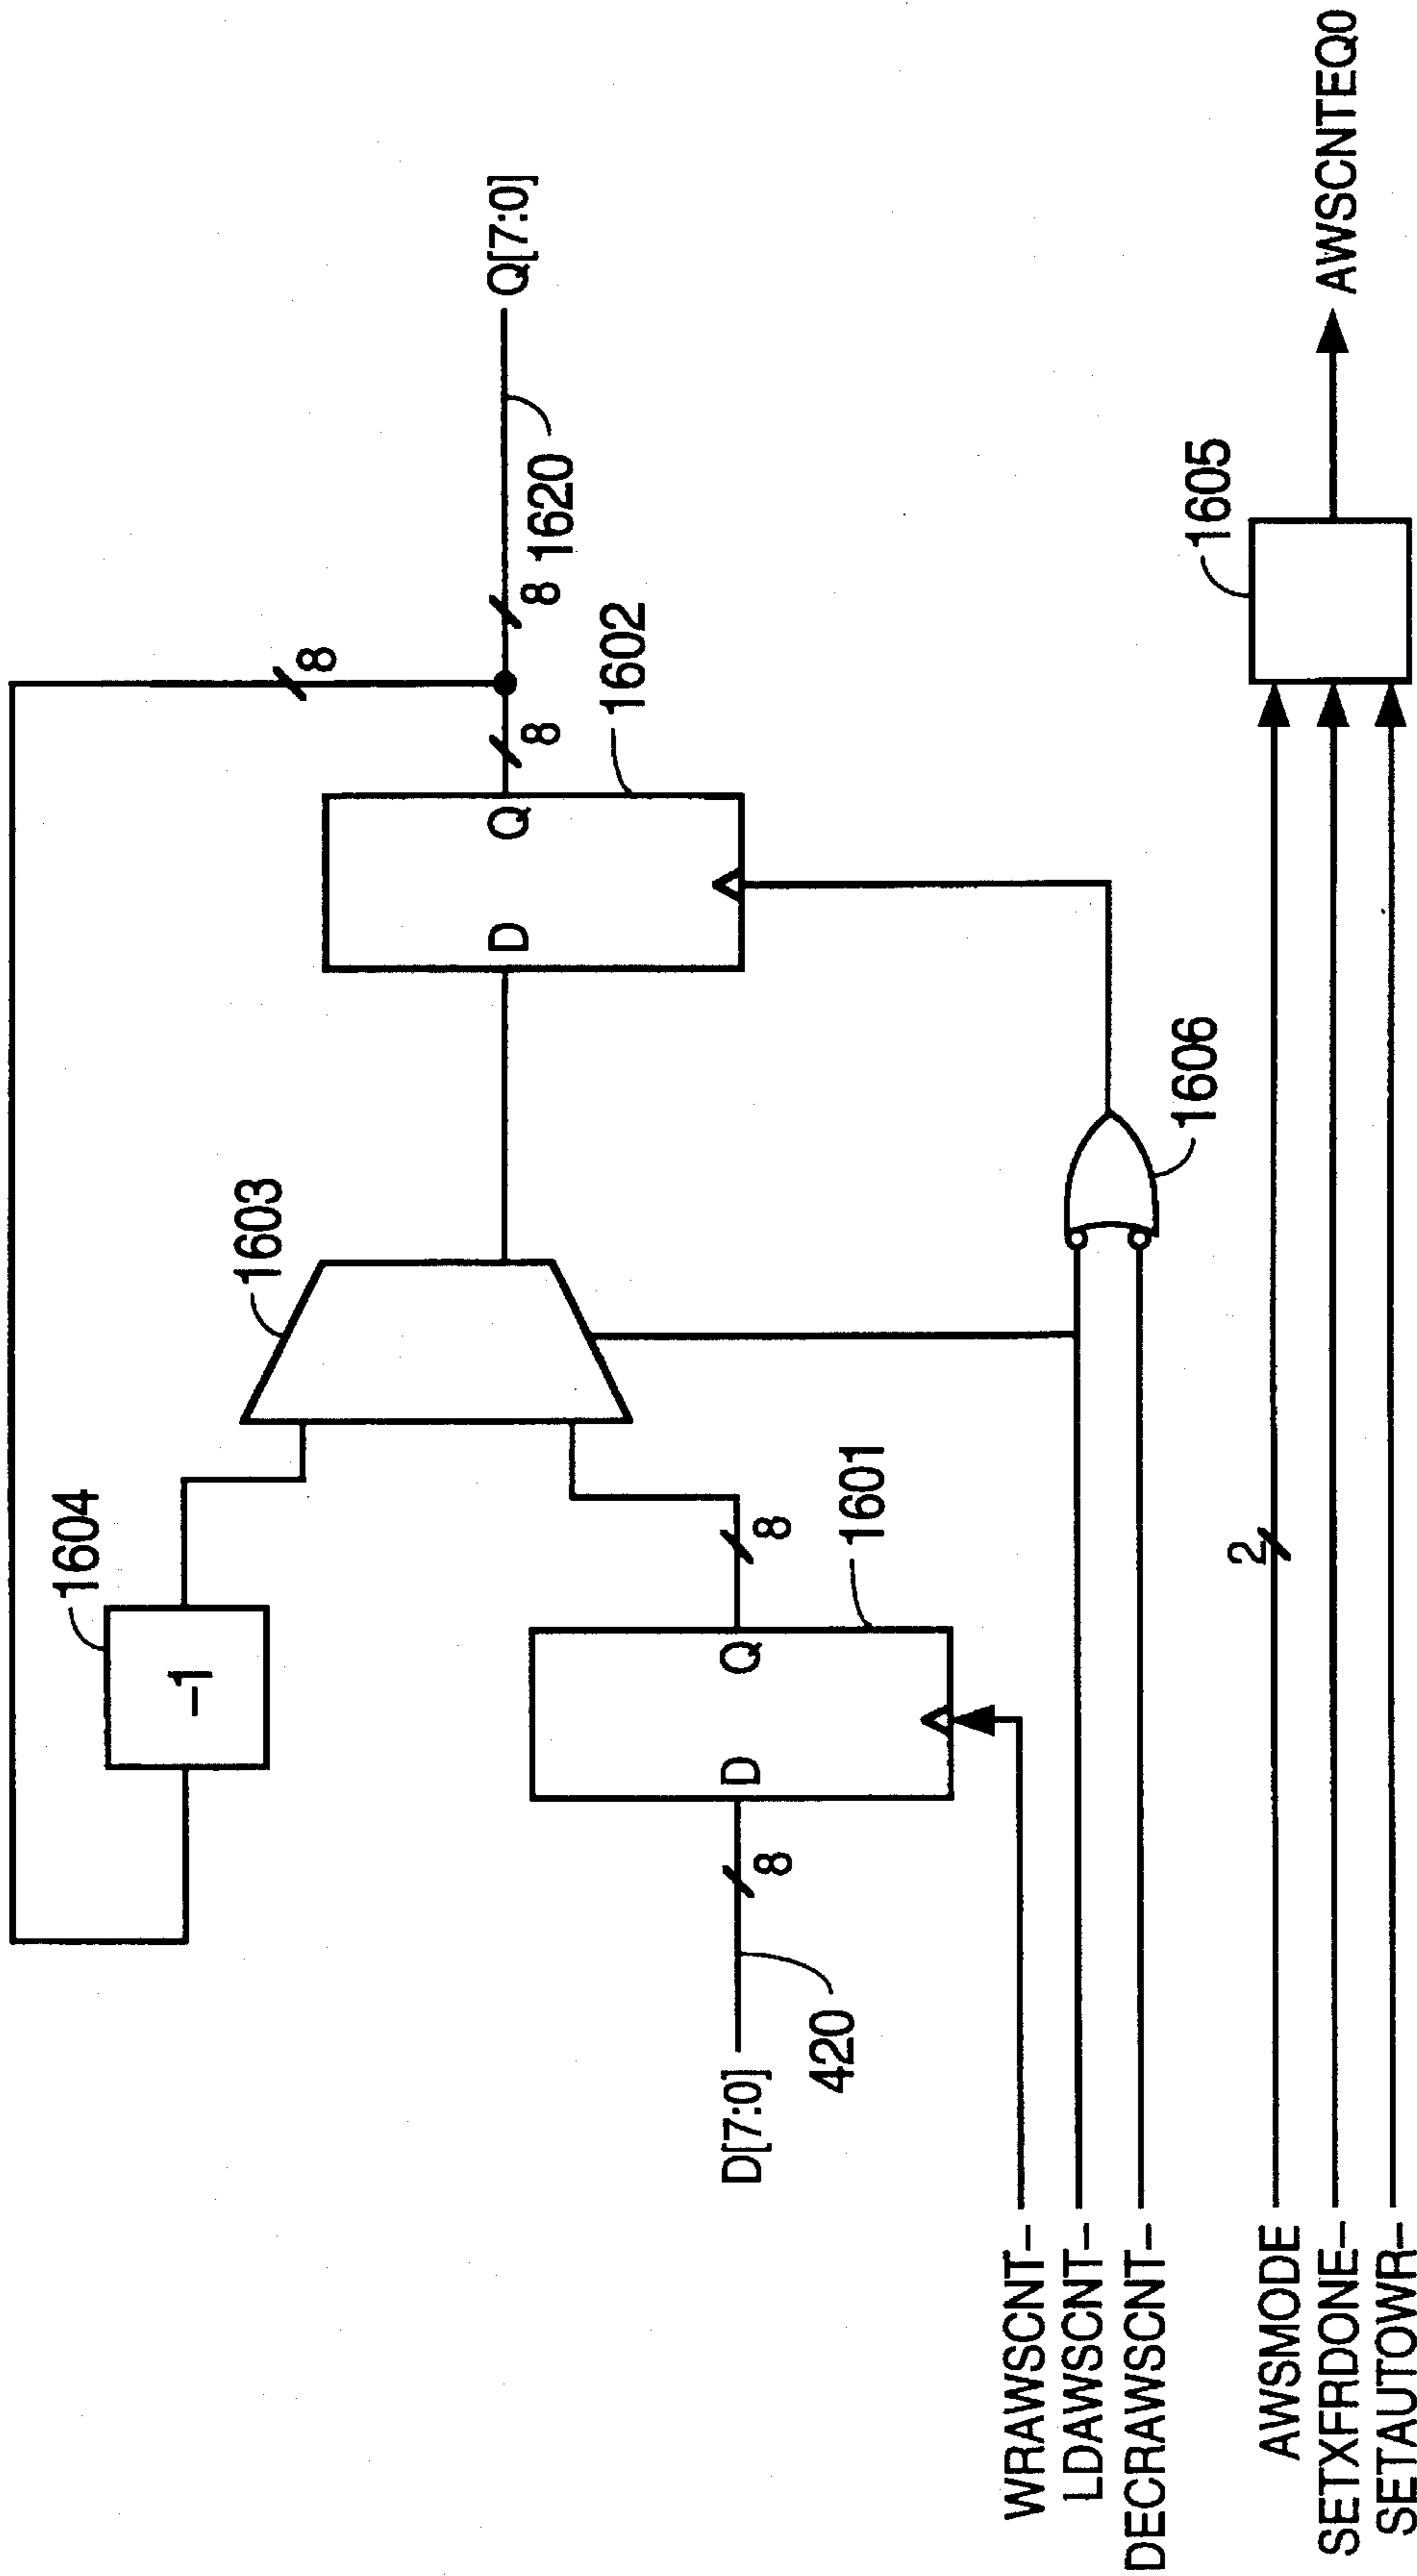 1604
-1
1603
8
Q[7:0]
D Q
8
8
1620
1602
D[7:0]
8
420
D Q
8
1601
1606
WRAWSCNT-
LDAWSCNT-
DECRAWSCNT-
2
1605
AWSMODE
SETXFRDONE-
SETAUTOWR-
AWSCNTEQ0